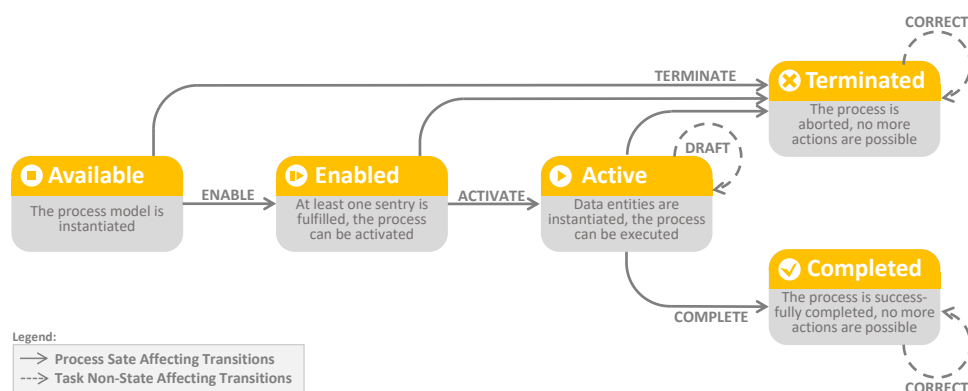 CORRECT
TERMINATE
Terminated
The process is
aborted, no more
actions are possible
DRAFT
Available
The process model is
instantiated
ENABLE
Enabled
At least one sentry is
fulfilled, the process
can be activated
ACTIVATE
Active
Data entities are
instantiated, the process
can be executed
COMPLETE
Completed
The process is success-
fully completed, no more
actions are possible
CORRECT
Legend:
Process Sate Affecting Transitions
Task Non-State Affecting Transitions